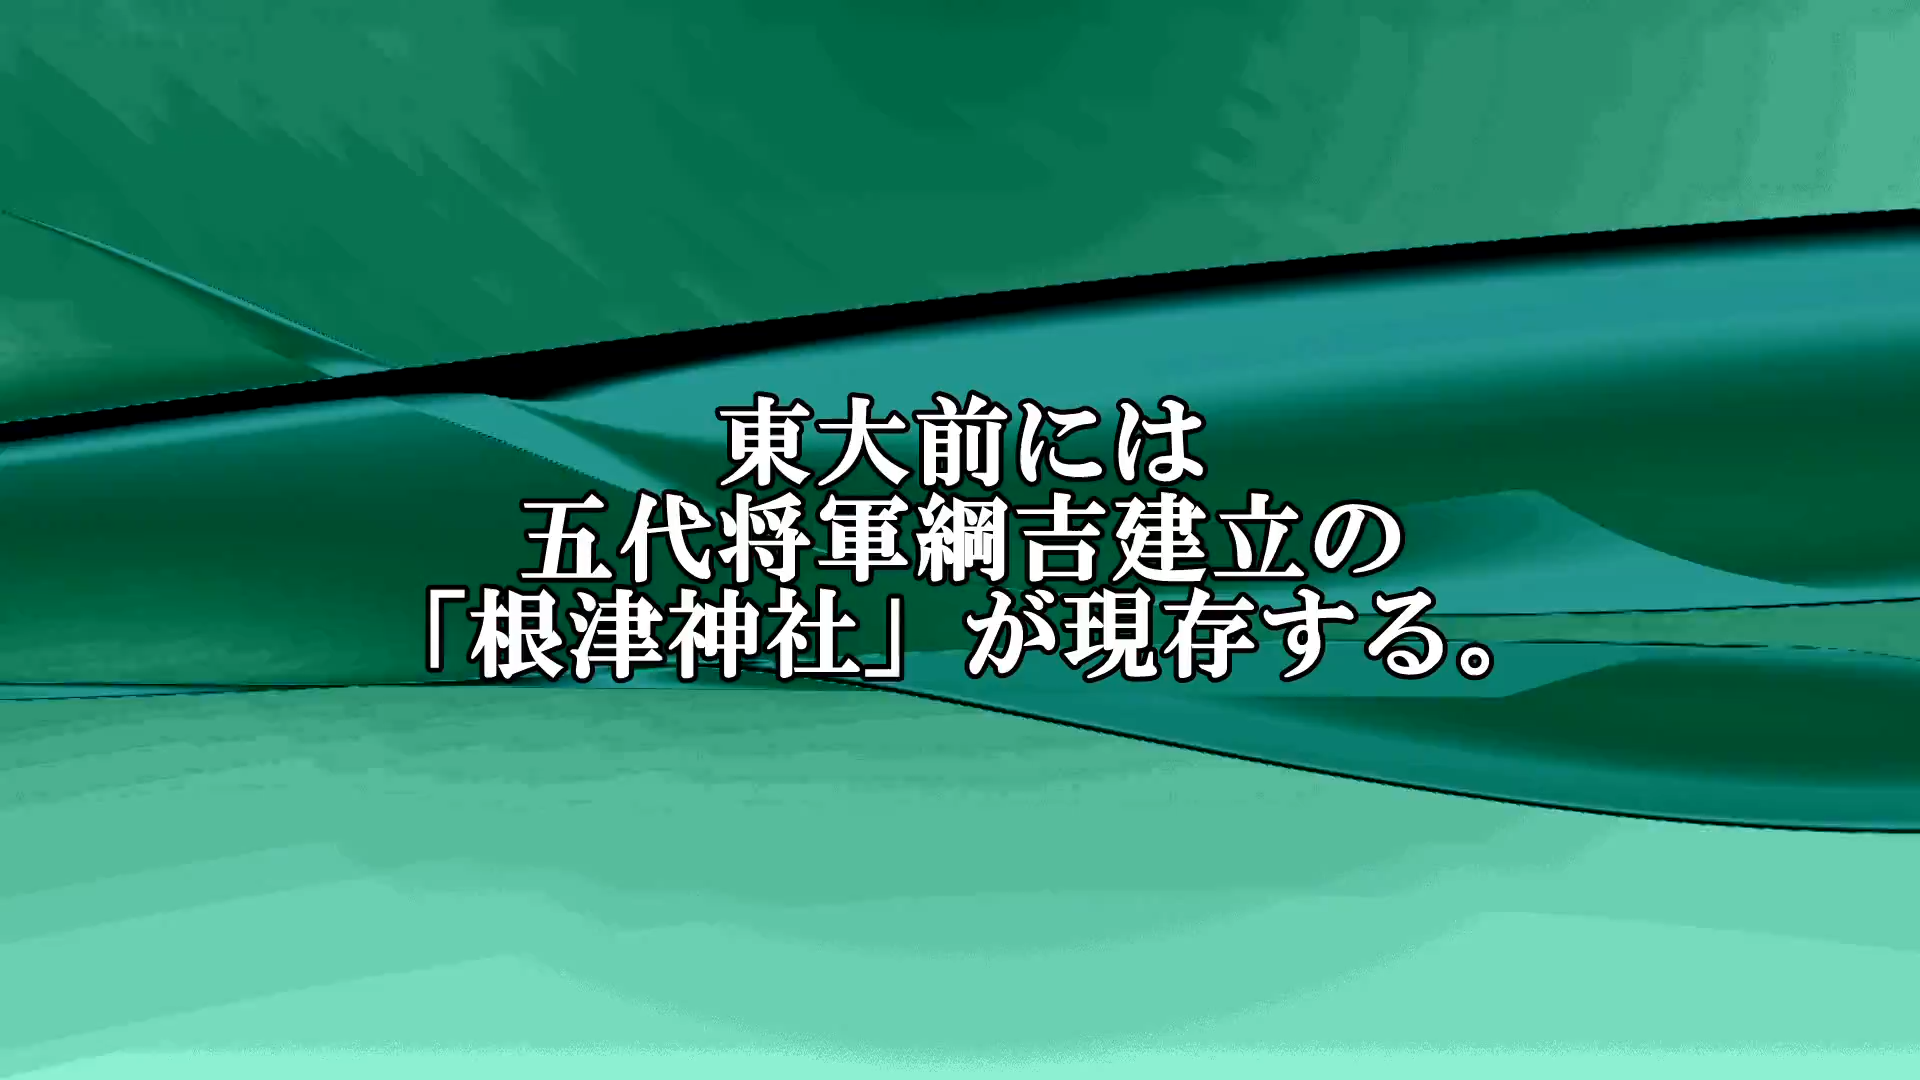 東大前には
五代将軍綱吉建立の
「根津神社」が現存する。